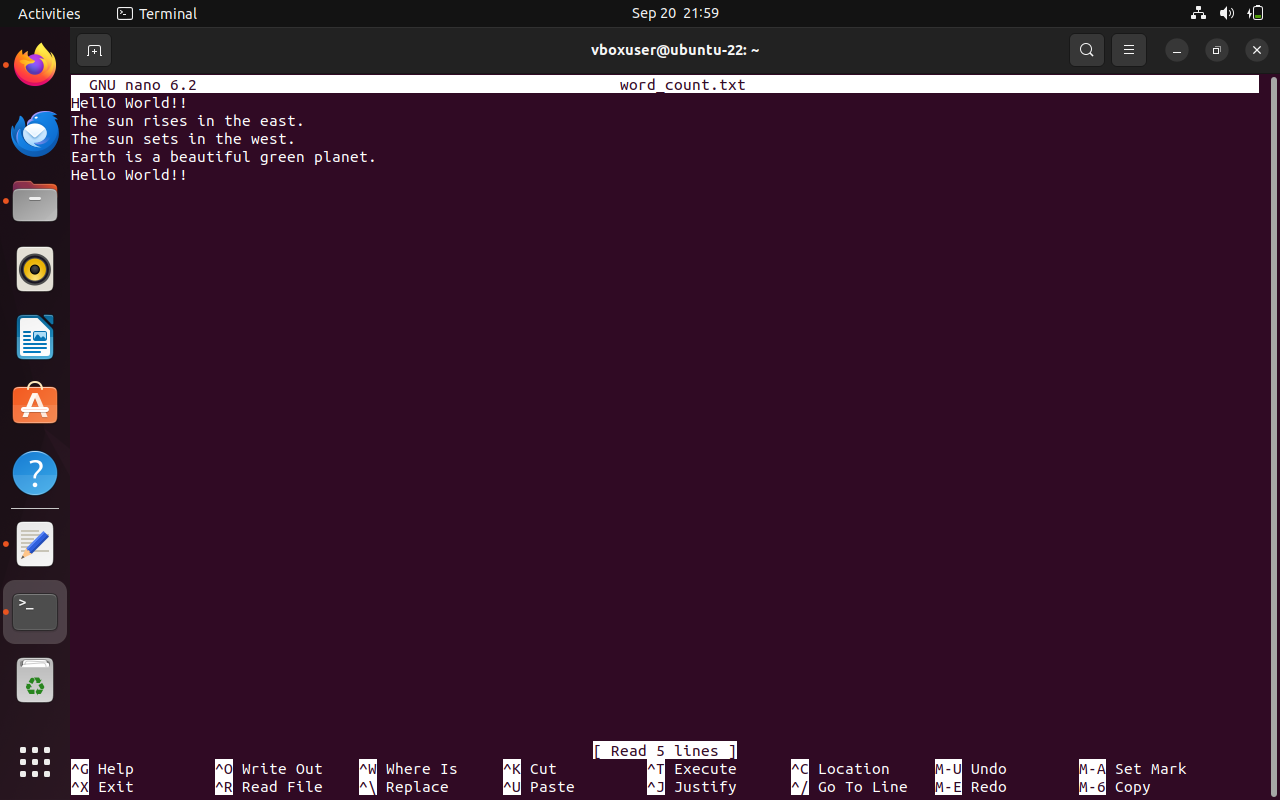 Activities Terminal Sep 20 21:59
vboxuser@ubuntu-22: ~
GNU nano 6.2 word_count.txt
HellO World!!
The sun rises in the east.
The sun sets in the west.
Earth is a beautiful green planet.
Hello World!!
[ Read 5 lines ]
^G Help ^O Write Out ^W Where Is ^K Cut ^T Execute ^C Location M-U Undo M-A Set Mark
^X Exit ^R Read File ^\ Replace ^U Paste ^J Justify ^/ Go To Line M-E Redo M-6 Copy